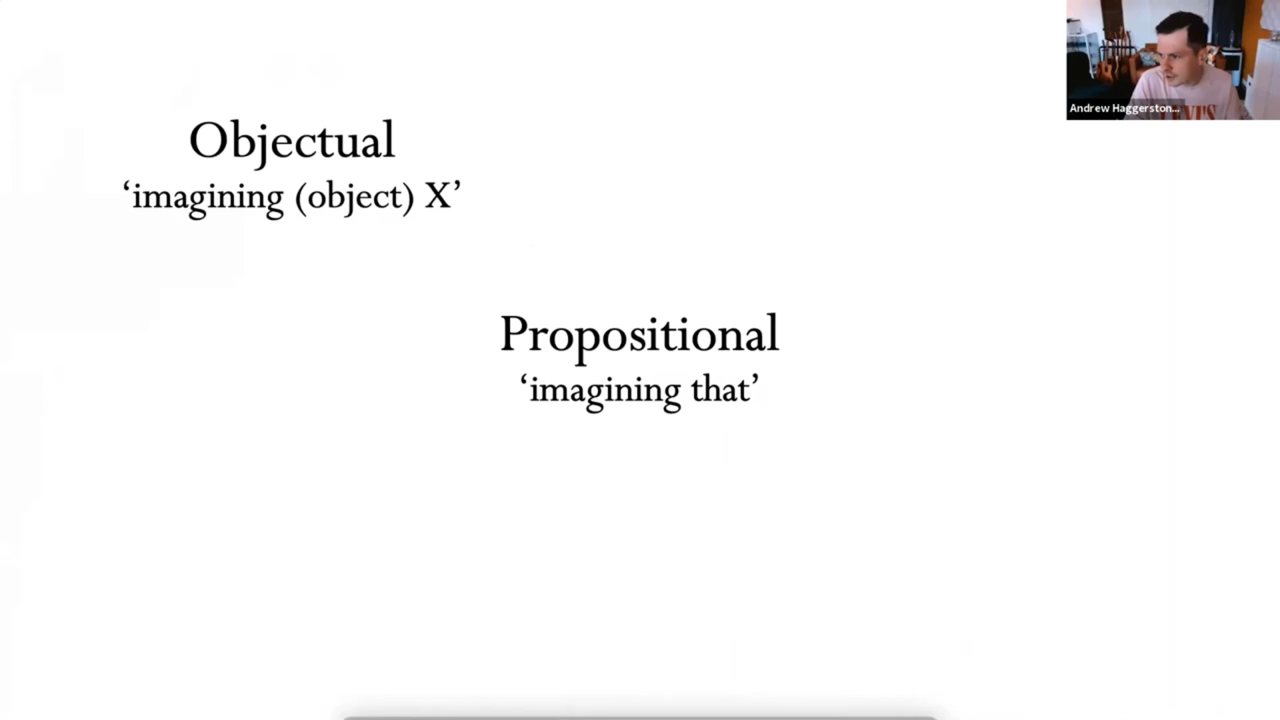 Objectual
‘imagining (object) X’
Propositional
‘imagining that’
Andrew Haggerston...